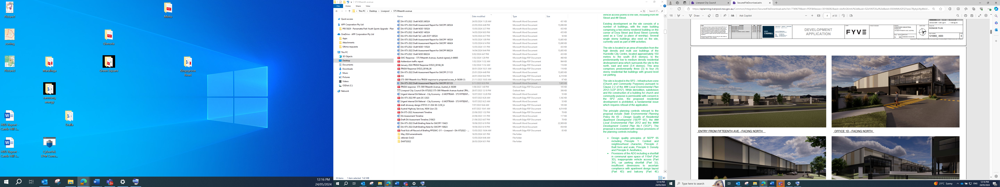 Picture1
Minto
zoning
Glenorie
Picture3
Maralinga
Green Square
Kingsgrove
Road
samsung
energy
HBU Report -
Castle Hill S...
Uralla
HBU Report -
Castle Hill S...
CyberArk
EPM Contr...
12:16 PM
24/05/2024
575 fifteenth avenue
File Home Share View
This PC > Desktop > Liverpool > 575 fifteenth avenue
Search 57...
Quick access
APP Corporation Pty Ltd
PRJ13629 - Parramatta Park Youth Sports Upgrade - Plan
OneDrive - APP Corporation Pty Ltd
Apps
Attachments
Ultima respuesta
This PC
3D Objects
Desktop
Documents
Downloads
Music
Pictures
Videos
OSDisk (C:)
Network
Name Date modified Type Size
DA-975.2022 Draft NOD 240524 24/05/2024 11:28 AM Microsoft Word Document 431 KB
DA-975-2022 Draft Assessment Report for SWCPP 240524 23/05/2024 4:48 PM Microsoft Word Document 15,696 KB
DA-975.2022 Draft NOD 150524 15/05/2024 3:37 PM Microsoft Word Document 433 KB
DA-975.2022 Draft NOD 140524 14/05/2024 9:03 PM Microsoft Word Document 435 KB
DA-975.2022 Draft ToC with DCP 140524 14/05/2024 4:37 PM Microsoft Word Document 50 KB
DA-975-2022 Draft Assessment Report for SWCPP 140524 14/05/2024 1:09 PM Microsoft Word Document 15,685 KB
DA-975-2022 Draft Assessment Report for SWCPP 140424 13/05/2024 6:14 PM Microsoft Word Document 15,690 KB
DA-975.2022 Draft NOD 110524 13/05/2024 1:51 PM Microsoft Word Document 433 KB
DA-975-2022 Draft Assessment Report for SWCPP 060224 14/04/2024 9:44 PM Microsoft Word Document 15,685 KB
DA-975.2022 Draft NOD 060224 5/02/2024 4:47 PM Microsoft Word Document 433 KB
SWC Response - 575 Fifteenth Avenue, Austral signed_A-64665 1/02/2024 1:28 PM Microsoft Edge PDF Document 460 KB
Addendum traffic report 1/02/2024 11:52 AM Microsoft Edge PDF Document 964 KB
January 2024 TfNSW Response SYD23_00166_06 1/02/2024 11:52 AM Microsoft Edge PDF Document 116 KB
TfNSW Response SYD23_00166_06 30/01/2024 10:31 AM Microsoft Edge PDF Document 116 KB
DA-975-2022 Draft Assessment Report for SWCPP 211123 25/01/2024 4:48 PM Microsoft Word Document 15,685 KB
EIA 24/01/2024 9:42 PM Microsoft Edge PDF Document 4,218 KB
575-599 Fifteenth Ave TfNSW response to proposed access_A-56389 (1) 21/11/2023 10:03 AM Microsoft Edge PDF Document 97 KB
DA-975-2022 Draft Assessment Report for SWCPP 031123 5/11/2023 9:33 PM Microsoft Word Document 7,605 KB
TfNSW response- 575-599 Fifteenth Avenue, Austral_A-56389 1/08/2023 1:40 PM Microsoft Edge PDF Document 105 KB
Liverpool City Council DA-9752022 575-599 Fifteenth Avenue Austral (TfN... 28/07/2023 12:18 PM Outlook Item 306 KB
Urgent Internal DA Referral - City Economy - G MOTTRAM - 575 FIFTEENT... 10/07/2023 12:28 PM Microsoft Word Document 55 KB
DA-975-2022 RFI sent 28 3 2023 10/07/2023 9:28 AM Microsoft Edge PDF Document 1,542 KB
Urgent Internal DA Referral - City Economy - G MOTTRAM - 575 FIFTEENT... 10/07/2023 9:23 AM Microsoft Word Document 53 KB
draft driveway design 070723 21-034-SK-C230_A 7/07/2023 9:44 AM Microsoft Edge PDF Document 185 KB
Austral Highway Services, NSW (Jun-23) 4/07/2023 10:41 AM Microsoft Edge PDF Document 4,014 KB
DA 975-2022 Assessment Timeline 23/06/2023 1:52 PM Microsoft Edge PDF Document 78 KB
DA Assessment Timeline 23/06/2023 1:51 PM Microsoft Word Document 117 KB
Draft DA Assessment Timeline 210623 21/06/2023 6:07 PM Microsoft Edge PDF Document 78 KB
DA-975-2022 Draft Briefing Note for SWCPP 110423 19/06/2023 6:19 PM Microsoft Word Document 22,909 KB
DA-975-2022 Draft Briefing Note for SWCPP 150623 19/06/2023 6:18 PM Microsoft Word Document 854 KB
Final Kick off Record of Briefing PPSSWC-311 – Liverpool – DA-9752022 - ... 15/05/2023 10:04 AM Microsoft Edge PDF Document 85 KB
May 2024 amendments 16/05/2024 3:01 PM File folder
referrals Oct23 13/05/2024 9:46 AM File folder
DA9752022 26/03/2024 9:51 PM File folder
34 items 1 item selected 7.42 MB
vehicle access points to the site, including from ##
Street and ## Street.
Existing development on the site consists of a
number of buildings, with the main building
comprising a two-storey rendered building on the
corner of Dora Street and Bond Street currently
used as a 'Corp' (a place of worship). Several
single storey buildings also exist on the site,
currently used as part of ### activities.
The site is located in an area of transition from the
high density and multi use buildings of the
Hurstville City Centre, located approximately 150
metres to the south (6-8 storeys), to the
predominantly low to medium density residential
development area which surrounds the site to the
north, east and west (3-4 storeys). This area
comprises predominantly three (3) to four (4)
storey residential flat buildings with ground level
car parking.
The site is located in the SP2 – Infrastructure zone
(Church and Community Purposes) pursuant to
Clause 2.2 of the ### Local Environmental Plan
2012 ('LEP 2012'). While demolition, subdivision
and the construction of a building for church and
community purpose is permissible with consent in
the SP2 zone, the proposed residential
development is prohibited, a fundamental issue
which requires refusal of the application.
The principle planning controls relevant to the
proposal include State Environmental Planning
Policy No 65 – Design Quality of Residential
Apartment Development ('SEPP 65'), the ###
Local Environmental Plan 2012 and the ####
Development Control Plan No.1 ('DCP'). The
proposal is inconsistent with various provisions of
the planning controls including:
• Design quality principles of SEPP 65
including Principle 1: Context and
neighbourhood character, Principle 2:
Built form and scale, Principle 3: Density
and Principle 9: Aesthetics;
• Provisions of the ADG including a shortfall
in communal open space of 110m² (Part
3D), inappropriate vehicle access (Part
3H), car parking shortfall (Part 3J),
insufficient dimensions to ascertain
compliance with apartment design layout
(Part 4D) and balcony (Part 4E)
12:16 PM
24/05/2024
Liverpool City Council
SecuredFileDownload.ashx
Draw
Ask Copilot
4 of 33
REID
CAMPBELL
DEVELOPMENT
APPLICATION
FYVE
PROPOSED INDUSTRIAL
FACILITY
SIGNAGE PLAN
1210063_ A003
E
ENTRY FROM FIFTEENTH AVE - FACING NORTH
OFFICE 1D - FACING NORTH
Type here to search
21°C Sunny
ENG
12:16 PM
24/05/2024